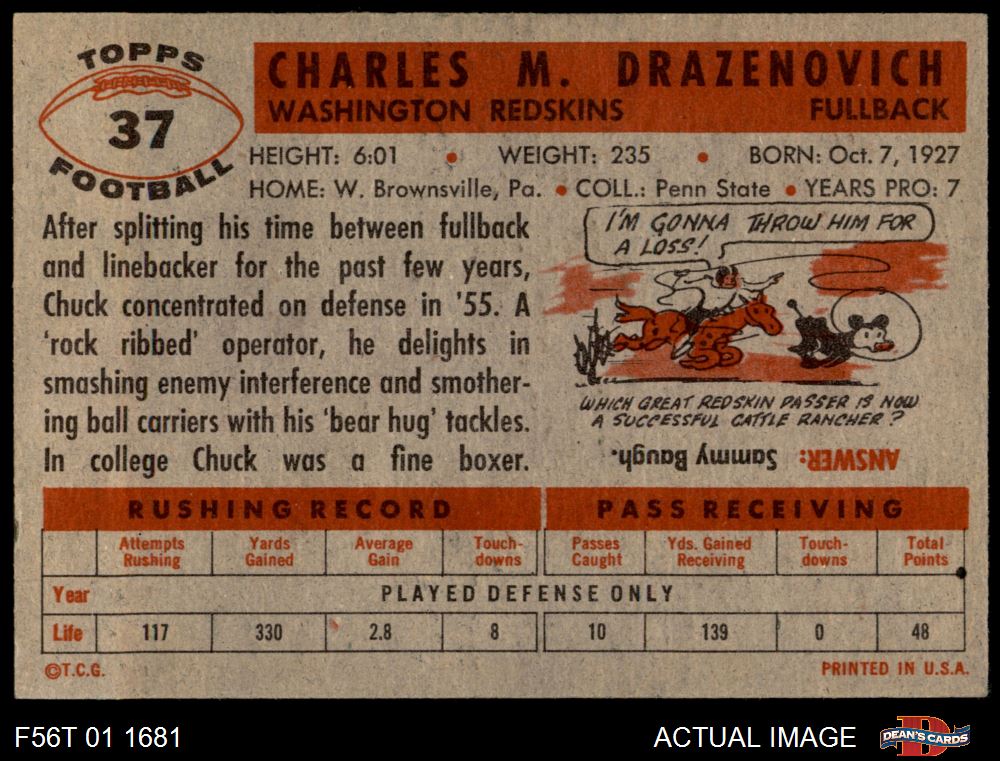 TOPPS
37
FOOTBALL
CHARLES M. DRAZENOVICH
WASHINGTON REDSKINS FULLBACK
HEIGHT: 6:01 • WEIGHT: 235 • BORN: Oct. 7, 1927
HOME: W. Brownsville, Pa. • COLL.: Penn State • YEARS PRO: 7
After splitting his time between fullback
and linebacker for the past few years,
Chuck concentrated on defense in '55. A
'rock ribbed' operator, he delights in
smashing enemy interference and smother-
ing ball carriers with his 'bear hug' tackles.
In college Chuck was a fine boxer.
I'M GONNA THROW HIM FOR
A LOSS!
WHICH GREAT REDSKIN PASSER IS NOW
A SUCCESSFUL CATTLE RANCHER?
ANSWER: Sammy Baugh.
RUSHING RECORD PASS RECEIVING
Attempts Yards Average Touch- Passes Yds. Gained Touch- Total
Rushing Gained Gain downs Caught Receiving downs Points
Year PLAYED DEFENSE ONLY
Life 117 330 2.8 8 10 139 0 48
©T.C.G. PRINTED IN U.S.A.
F56T 01 1681 ACTUAL IMAGE D DEAN'S CARDS